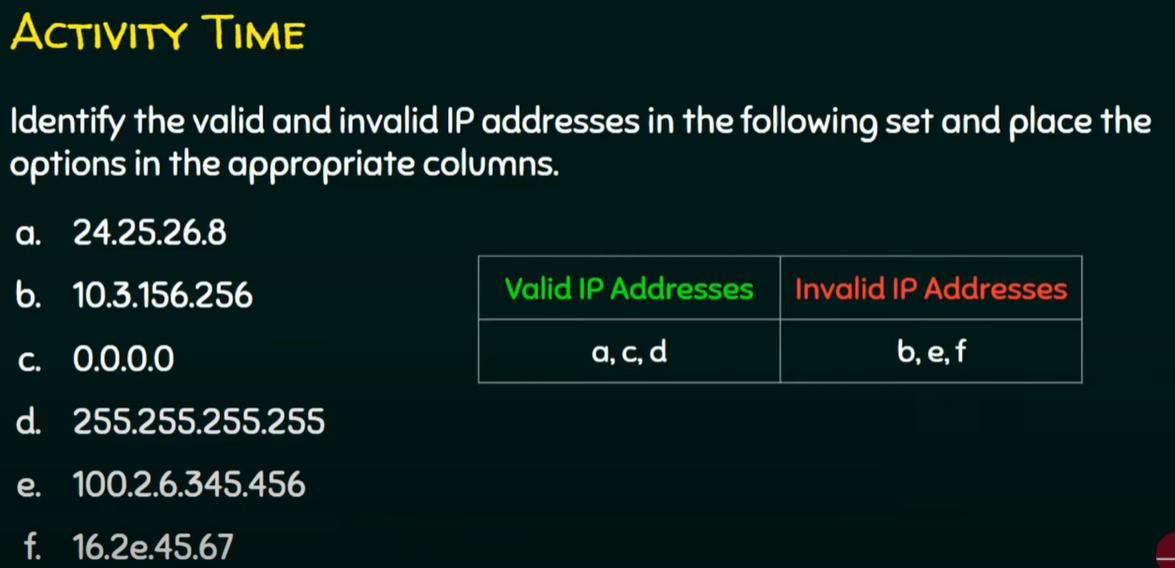 Activity Time
Identify the valid and invalid IP addresses in the following set and place the
options in the appropriate columns.
a. 24.25.26.8
b. 10.3.156.256
c. 0.0.0.0
d. 255.255.255.255
e. 100.2.6.345.456
f. 16.2e.45.67
Valid IP Addresses Invalid IP Addresses
a, c, d b, e, f